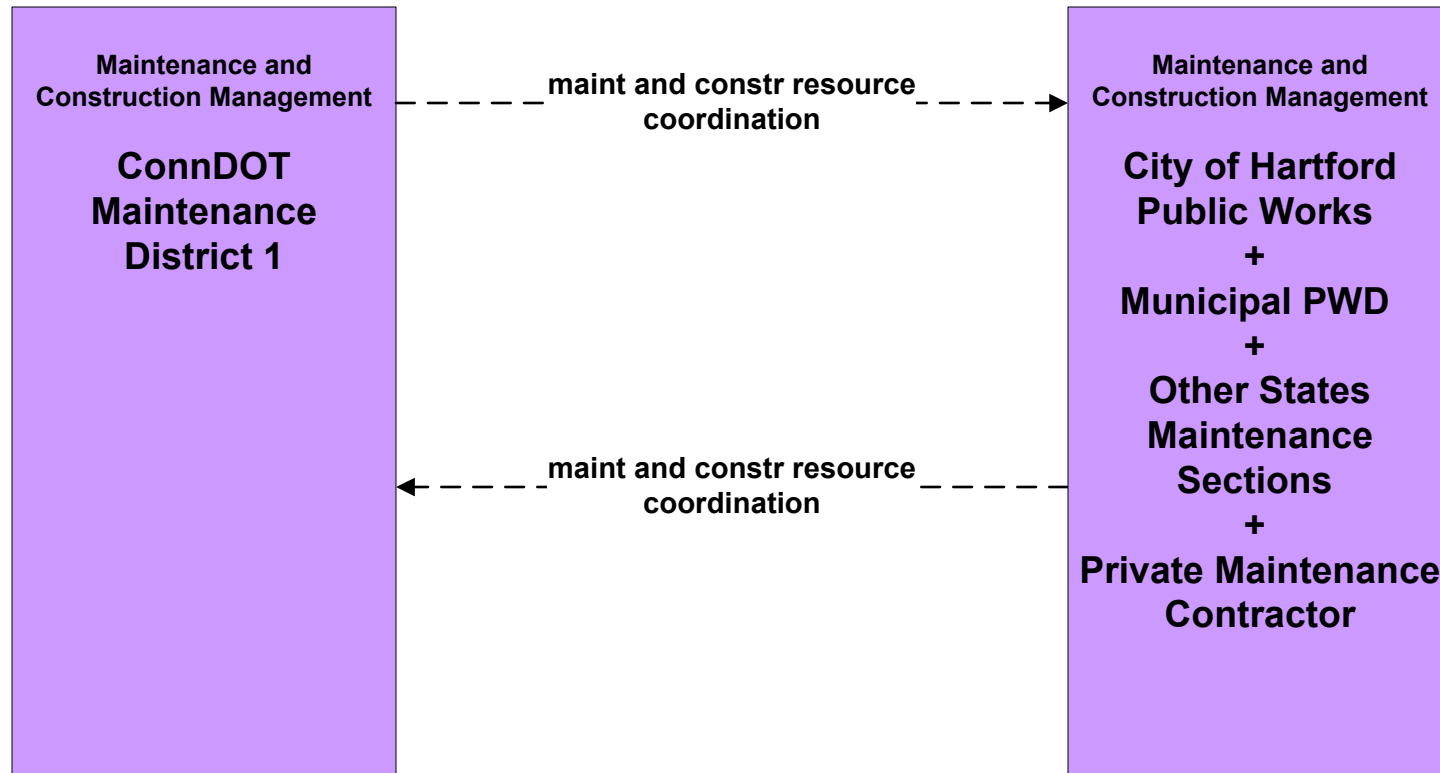 Maintenance and
Construction Management
ConnDOT
Maintenance
District 1
maint and constr resource
coordination
maint and constr resource
coordination
Maintenance and
Construction Management
City of Hartford
Public Works
+
Municipal PWD
+
Other States
Maintenance
Sections
+
Private Maintenance
Contractor